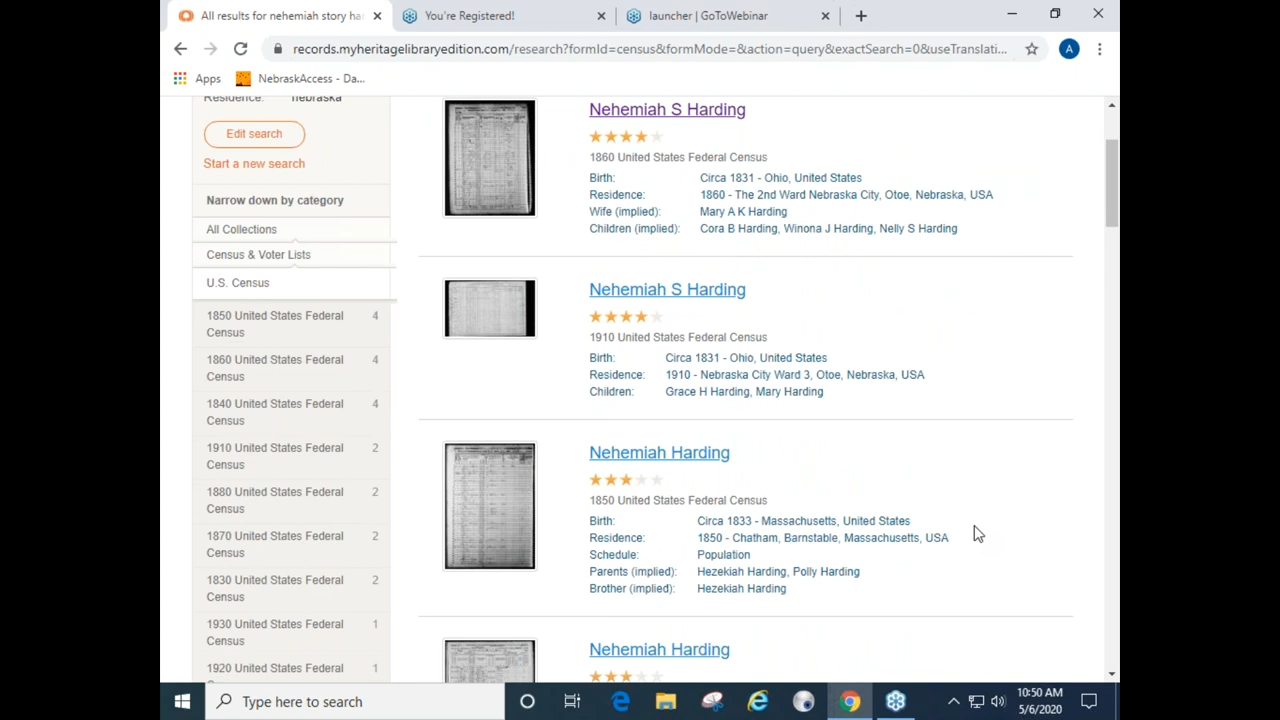 All results for nehemiah story ha
You're Registered!
launcher | GoToWebinar
records.myheritagelibraryedition.com/research?formId=census&formMode=&action=query&exactSearch=0&useTranslati...
A
Apps
NebraskAccess - Da...
Residence: nebraska
Edit search
Start a new search
Narrow down by category
All Collections
Census & Voter Lists
U.S. Census
1850 United States Federal Census 4
1860 United States Federal Census 4
1840 United States Federal Census 4
1910 United States Federal Census 2
1880 United States Federal Census 2
1870 United States Federal Census 2
1830 United States Federal Census 2
1930 United States Federal Census 1
1920 United States Federal 1
Nehemiah S Harding
1860 United States Federal Census
Birth: Circa 1831 - Ohio, United States
Residence: 1860 - The 2nd Ward Nebraska City, Otoe, Nebraska, USA
Wife (implied): Mary A K Harding
Children (implied): Cora B Harding, Winona J Harding, Nelly S Harding
Nehemiah S Harding
1910 United States Federal Census
Birth: Circa 1831 - Ohio, United States
Residence: 1910 - Nebraska City Ward 3, Otoe, Nebraska, USA
Children: Grace H Harding, Mary Harding
Nehemiah Harding
1850 United States Federal Census
Birth: Circa 1833 - Massachusetts, United States
Residence: 1850 - Chatham, Barnstable, Massachusetts, USA
Schedule: Population
Parents (implied): Hezekiah Harding, Polly Harding
Brother (implied): Hezekiah Harding
Nehemiah Harding
Type here to search
10:50 AM
5/6/2020